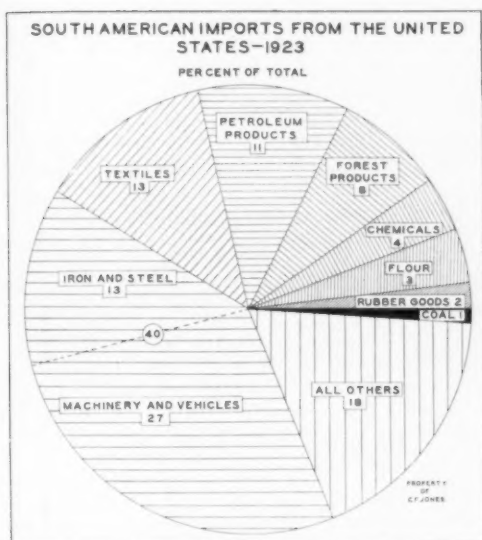 SOUTH AMERICAN IMPORTS FROM THE UNITED
STATES—1923
PERCENT OF TOTAL
PETROLEUM
PRODUCTS
11
TEXTILES
13
FOREST
PRODUCTS
8
CHEMICALS
4
FLOUR
3
IRON AND STEEL
13
RUBBER GOODS 2
COAL 1
40
ALL OTHERS
18
MACHINERY AND VEHICLES
27
PROPERTY
OF
C.F. JONES